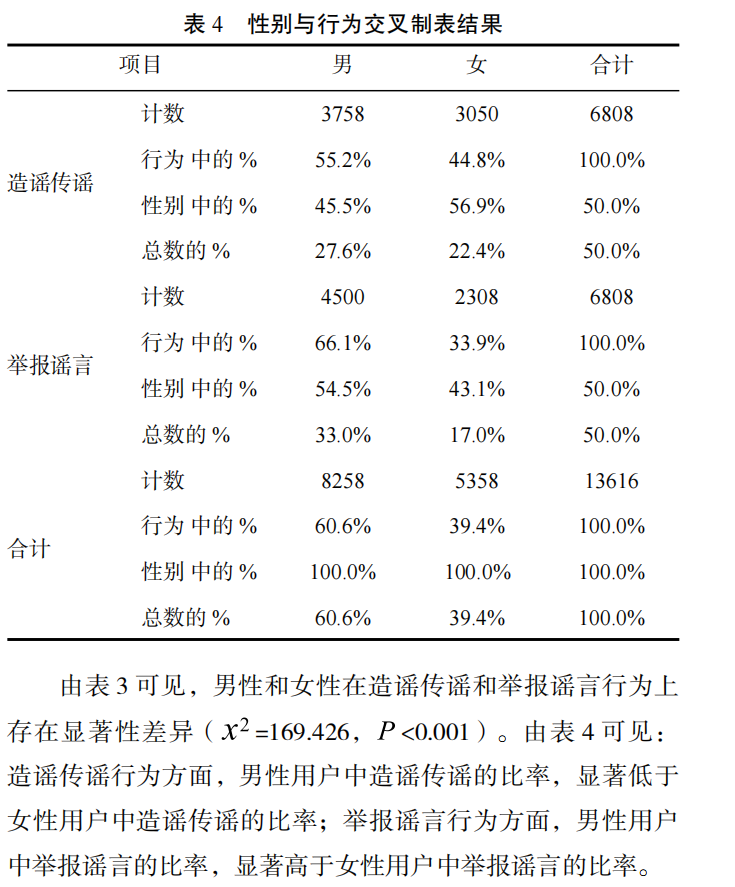 表 4 性别与行为交叉制表结果
项目 男 女 合计
计数 3758 3050 6808
行为 中的 % 55.2% 44.8% 100.0%
造谣传谣
性别 中的 % 45.5% 56.9% 50.0%
总数的 % 27.6% 22.4% 50.0%
计数 4500 2308 6808
行为 中的 % 66.1% 33.9% 100.0%
举报谣言
性别 中的 % 54.5% 43.1% 50.0%
总数的 % 33.0% 17.0% 50.0%
计数 8258 5358 13616
行为 中的 % 60.6% 39.4% 100.0%
合计
性别 中的 % 100.0% 100.0% 100.0%
总数的 % 60.6% 39.4% 100.0%
由表 3 可见，男性和女性在造谣传谣和举报谣言行为上
存在显著性差异（x²=169.426，P<0.001）。由表 4 可见：
造谣传谣行为方面，男性用户中造谣传谣的比率，显著低于
女性用户中造谣传谣的比率；举报谣言行为方面，男性用户
中举报谣言的比率，显著高于女性用户中举报谣言的比率。